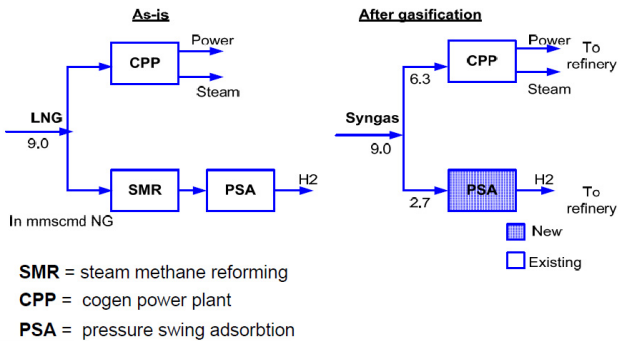 As-is
After gasification
Power
CPP
Steam
LNG
9.0
SMR
PSA
H2
In mmscmd NG
Power
To
refinery
CPP
6.3
Steam
Syngas
9.0
PSA
H2
2.7
To
refinery
New
Existing
SMR = steam methane reforming
CPP = cogen power plant
PSA = pressure swing adsorbtion